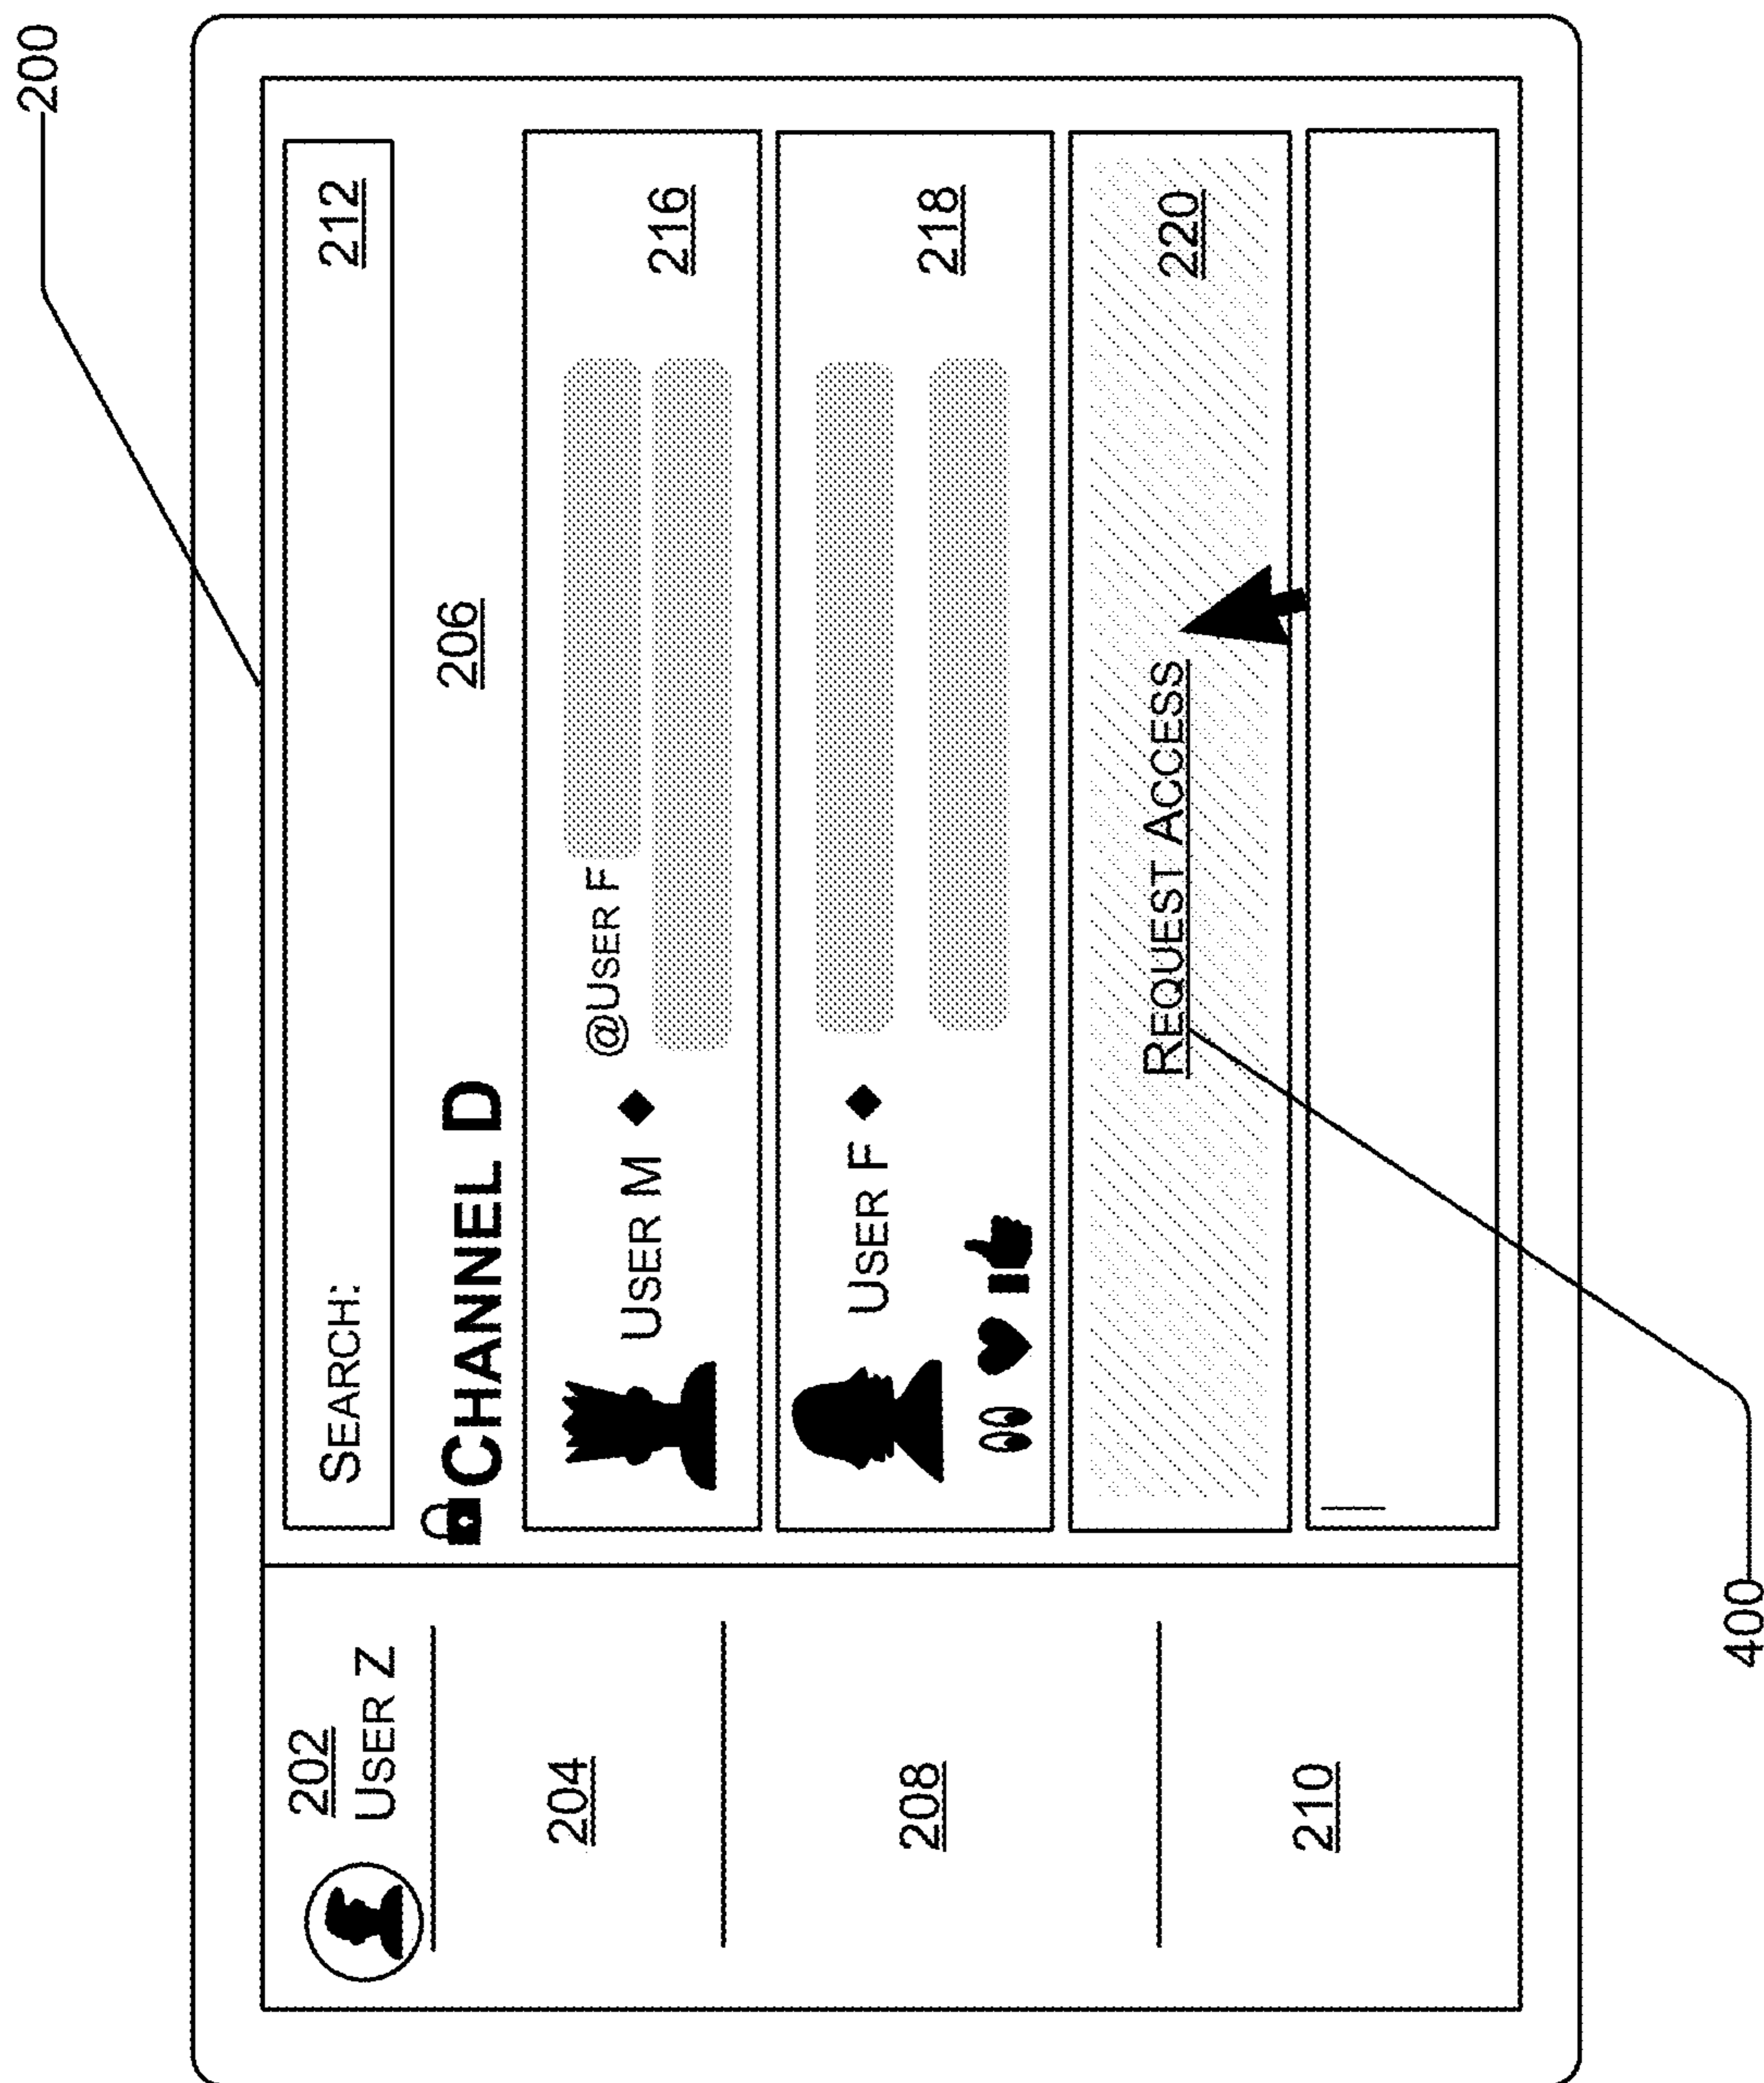 200
202
USER Z
204
208
210
SEARCH:
212
CHANNEL D
206
USER M
@USER F
216
USER F
218
REQUEST ACCESS
220
400